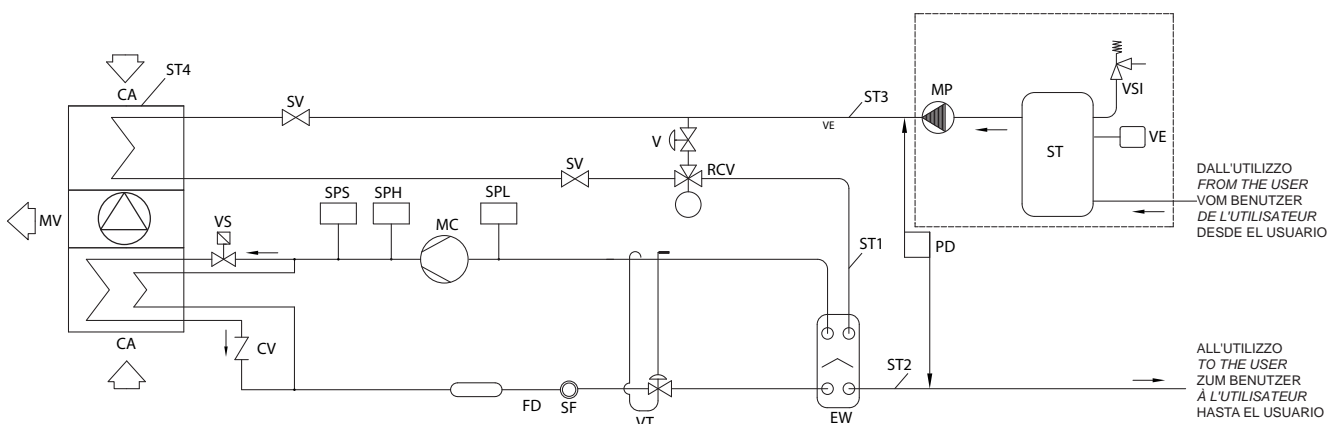 CA
ST4
SV
ST3
VE
MP
VSI
VE
ST
V
SV
RCV
MV
SPS
SPH
SPL
VS
MC
ST1
PD
DALL'UTILIZZO
FROM THE USER
VOM BENUTZER
DE L'UTILISATEUR
DESDE EL USUARIO
CA
CV
FD
SF
VT
EW
ST2
ALL'UTILIZZO
TO THE USER
ZUM BENUTZER
À L'UTILISATEUR
HASTA EL USUARIO